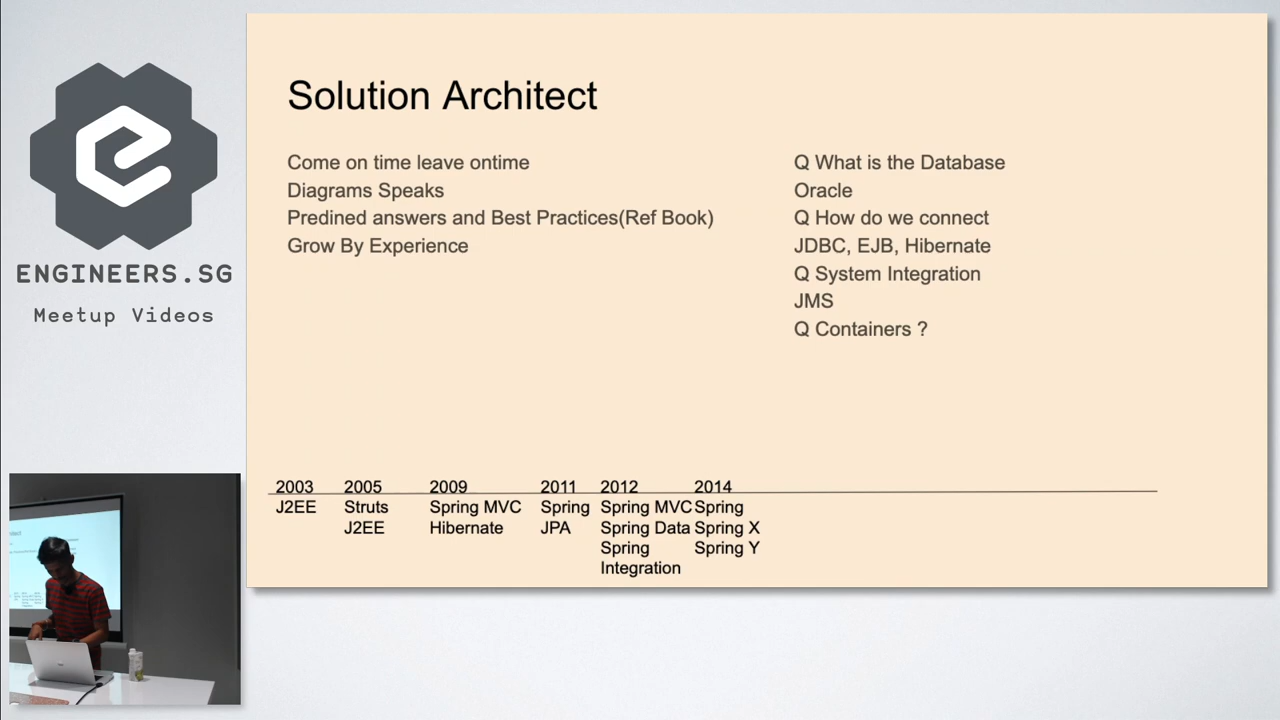 ENGINEERS.SG
Meetup Videos
Solution Architect
Come on time leave ontime
Diagrams Speaks
Predined answers and Best Practices(Ref Book)
Grow By Experience
Q What is the Database
Oracle
Q How do we connect
JDBC, EJB, Hibernate
Q System Integration
JMS
Q Containers ?
2003 2005 2009 2011 2012 2014
J2EE Struts Spring MVC Spring Spring MVC Spring
J2EE Hibernate JPA Spring Data Spring X
Spring Spring Y
Integration